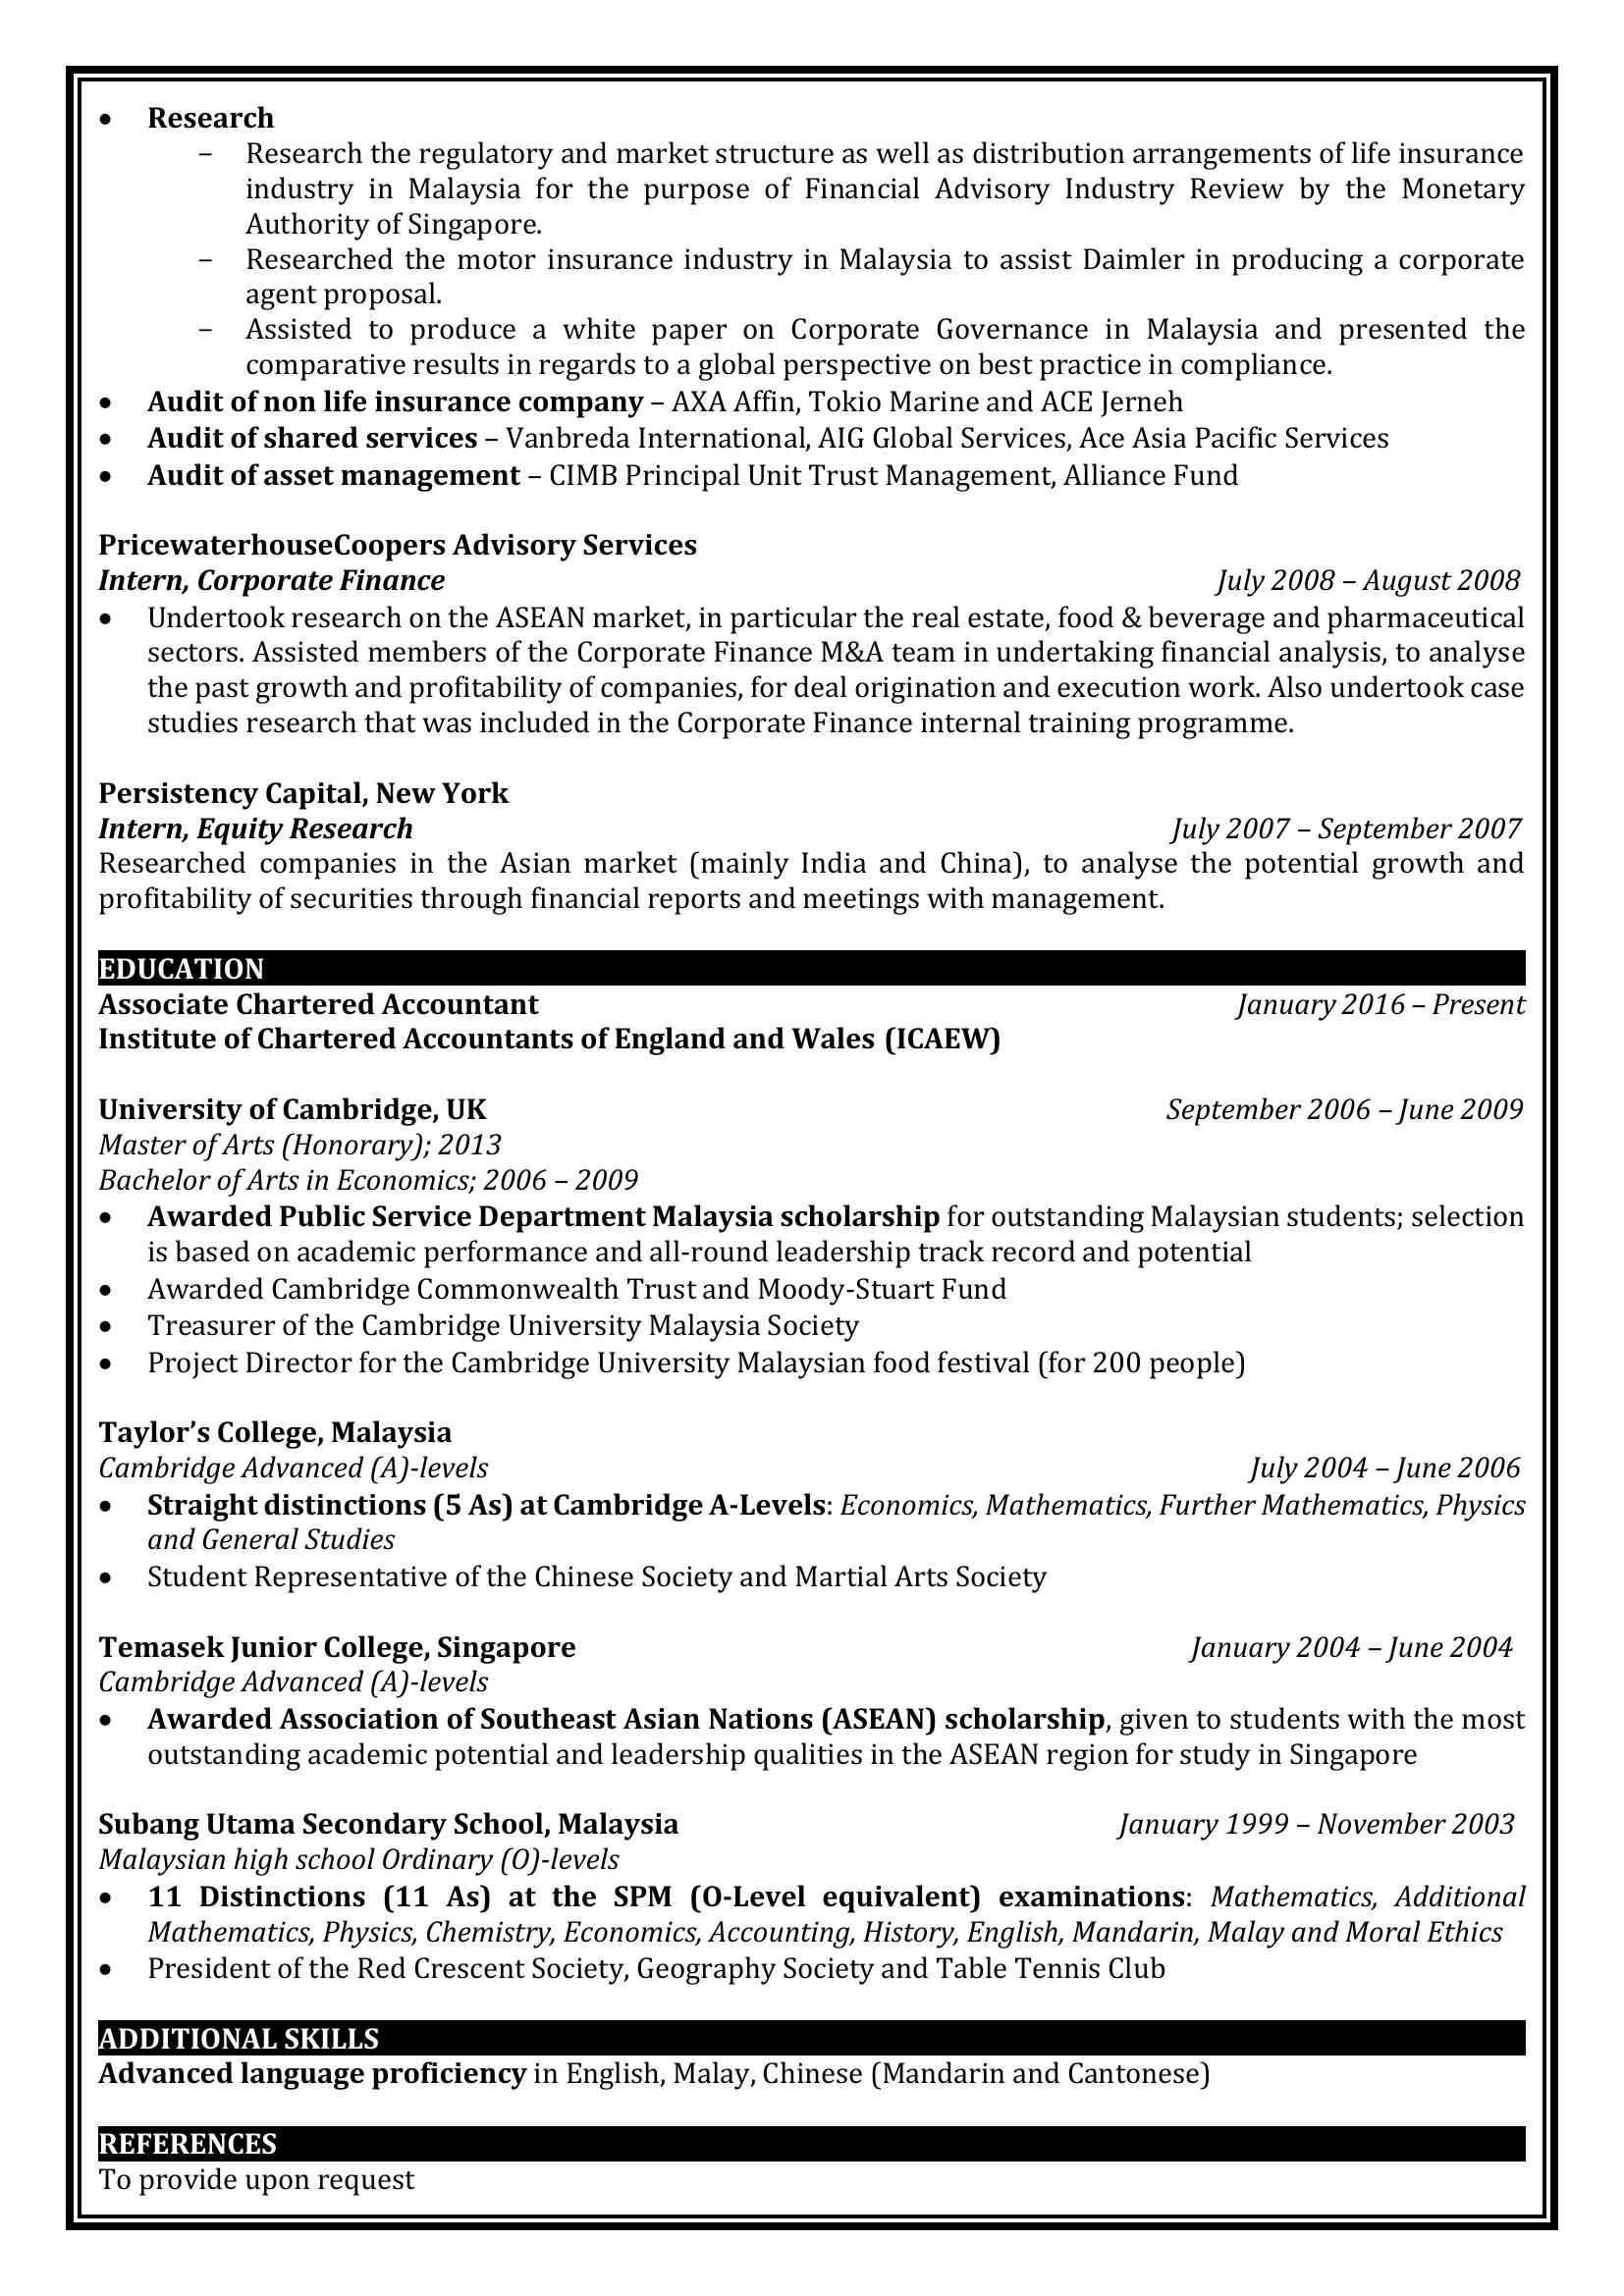 • Research
– Research the regulatory and market structure as well as distribution arrangements of life insurance
industry in Malaysia for the purpose of Financial Advisory Industry Review by the Monetary
Authority of Singapore.
– Researched the motor insurance industry in Malaysia to assist Daimler in producing a corporate
agent proposal.
– Assisted to produce a white paper on Corporate Governance in Malaysia and presented the
comparative results in regards to a global perspective on best practice in compliance.
• Audit of non life insurance company – AXA Affin, Tokio Marine and ACE Jerneh
• Audit of shared services – Vanbreda International, AIG Global Services, Ace Asia Pacific Services
• Audit of asset management – CIMB Principal Unit Trust Management, Alliance Fund
PricewaterhouseCoopers Advisory Services
Intern, Corporate Finance July 2008 – August 2008
• Undertook research on the ASEAN market, in particular the real estate, food & beverage and pharmaceutical
sectors. Assisted members of the Corporate Finance M&A team in undertaking financial analysis, to analyse
the past growth and profitability of companies, for deal origination and execution work. Also undertook case
studies research that was included in the Corporate Finance internal training programme.
Persistency Capital, New York
Intern, Equity Research July 2007 – September 2007
Researched companies in the Asian market (mainly India and China), to analyse the potential growth and
profitability of securities through financial reports and meetings with management.
EDUCATION
Associate Chartered Accountant January 2016 – Present
Institute of Chartered Accountants of England and Wales (ICAEW)
University of Cambridge, UK September 2006 – June 2009
Master of Arts (Honorary); 2013
Bachelor of Arts in Economics; 2006 – 2009
• Awarded Public Service Department Malaysia scholarship for outstanding Malaysian students; selection
is based on academic performance and all-round leadership track record and potential
• Awarded Cambridge Commonwealth Trust and Moody-Stuart Fund
• Treasurer of the Cambridge University Malaysia Society
• Project Director for the Cambridge University Malaysian food festival (for 200 people)
Taylor’s College, Malaysia
Cambridge Advanced (A)-levels July 2004 – June 2006
• Straight distinctions (5 As) at Cambridge A-Levels: Economics, Mathematics, Further Mathematics, Physics
and General Studies
• Student Representative of the Chinese Society and Martial Arts Society
Temasek Junior College, Singapore January 2004 – June 2004
Cambridge Advanced (A)-levels
• Awarded Association of Southeast Asian Nations (ASEAN) scholarship, given to students with the most
outstanding academic potential and leadership qualities in the ASEAN region for study in Singapore
Subang Utama Secondary School, Malaysia January 1999 – November 2003
Malaysian high school Ordinary (O)-levels
• 11 Distinctions (11 As) at the SPM (O-Level equivalent) examinations: Mathematics, Additional
Mathematics, Physics, Chemistry, Economics, Accounting, History, English, Mandarin, Malay and Moral Ethics
• President of the Red Crescent Society, Geography Society and Table Tennis Club
ADDITIONAL SKILLS
Advanced language proficiency in English, Malay, Chinese (Mandarin and Cantonese)
REFERENCES
To provide upon request